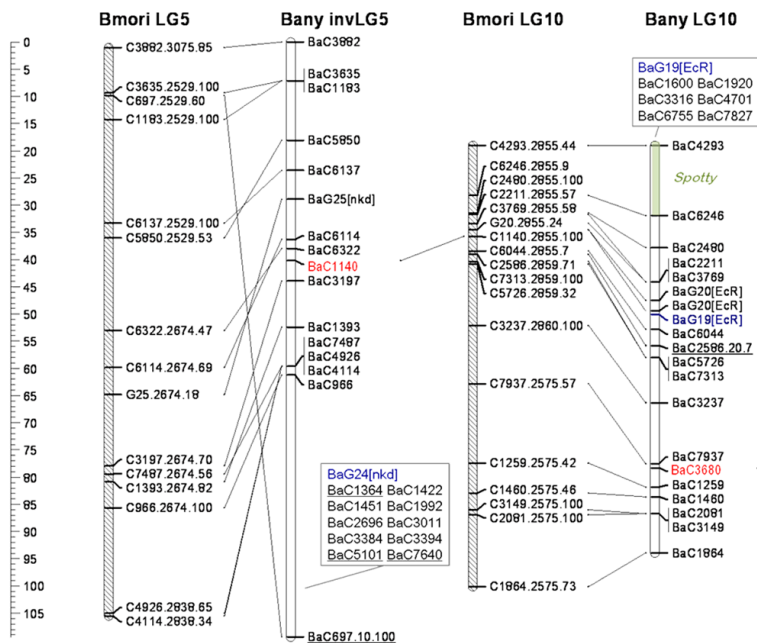 Bmori LG5
Bany invLG5
Bmori LG10
Bany LG10
0
5
10
15
20
25
30
35
40
45
50
55
60
65
70
75
80
85
90
95
100
105
C3882.3075.85
C3635.2529.100
C697.2529.60
C1183.2529.100
C6137.2529.100
C5850.2529.53
C6322.2674.47
C6114.2674.69
G25.2674.18
C3197.2674.70
C7487.2674.56
C1393.2674.82
C966.2674.100
C4926.2838.65
C4114.2838.34
BaC3882
BaC3635
BaC1183
BaC5850
BaC6137
BaG25[nkd]
BaC6114
BaC6322
BaC1140
BaC3197
BaC1393
BaC7487
BaC4926
BaC4114
BaC966
BaG24[nkd]
BaC1364 BaC1422
BaC1451 BaC1992
BaC2696 BaC3011
BaC3384 BaC3394
BaC5101 BaC7640
BaC697.10.100
C4293.2855.44
C6246.2855.9
C2480.2855.100
C2211.2855.57
C3769.2855.58
G20.2855.24
C1140.2855.100
C6044.2855.7
C2586.2859.71
C7313.2859.100
C5726.2859.32
C3237.2860.100
C7937.2575.57
C1259.2575.42
C1460.2575.46
C3149.2575.100
C2081.2575.100
C1864.2575.73
BaG19[EcR]
BaC1600 BaC1920
BaC3316 BaC4701
BaC6755 BaC7827
BaC4293
Spotty
BaC6246
BaC2480
BaC2211
BaC3769
BaG20[EcR]
BaG20[EcR]
BaG19[EcR]
BaC6044
BaC2586.20.7
BaC5726
BaC7313
BaC3237
BaC7937
BaC3680
BaC1259
BaC1460
BaC2081
BaC3149
BaC1864